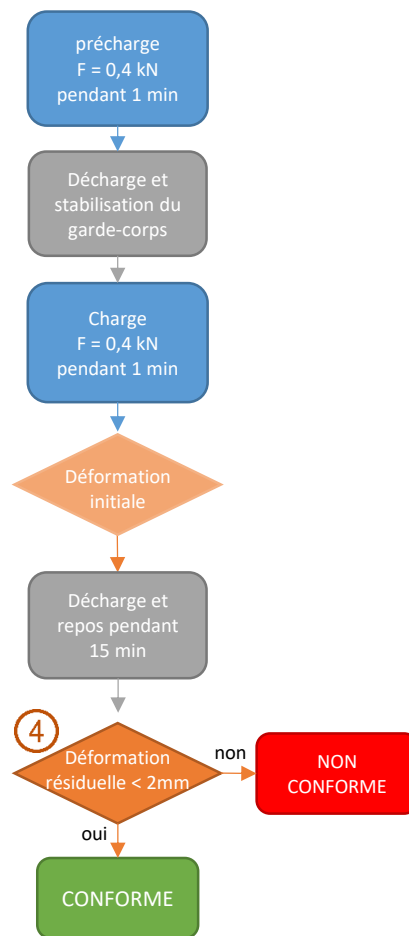 précharge
F = 0,4 kN
pendant 1 min
Décharge et
stabilisation du
garde-corps
Charge
F = 0,4 kN
pendant 1 min
Déformation
initiale
Décharge et
repos pendant
15 min
4
Déformation
résiduelle < 2mm
non
NON
CONFORME
oui
CONFORME